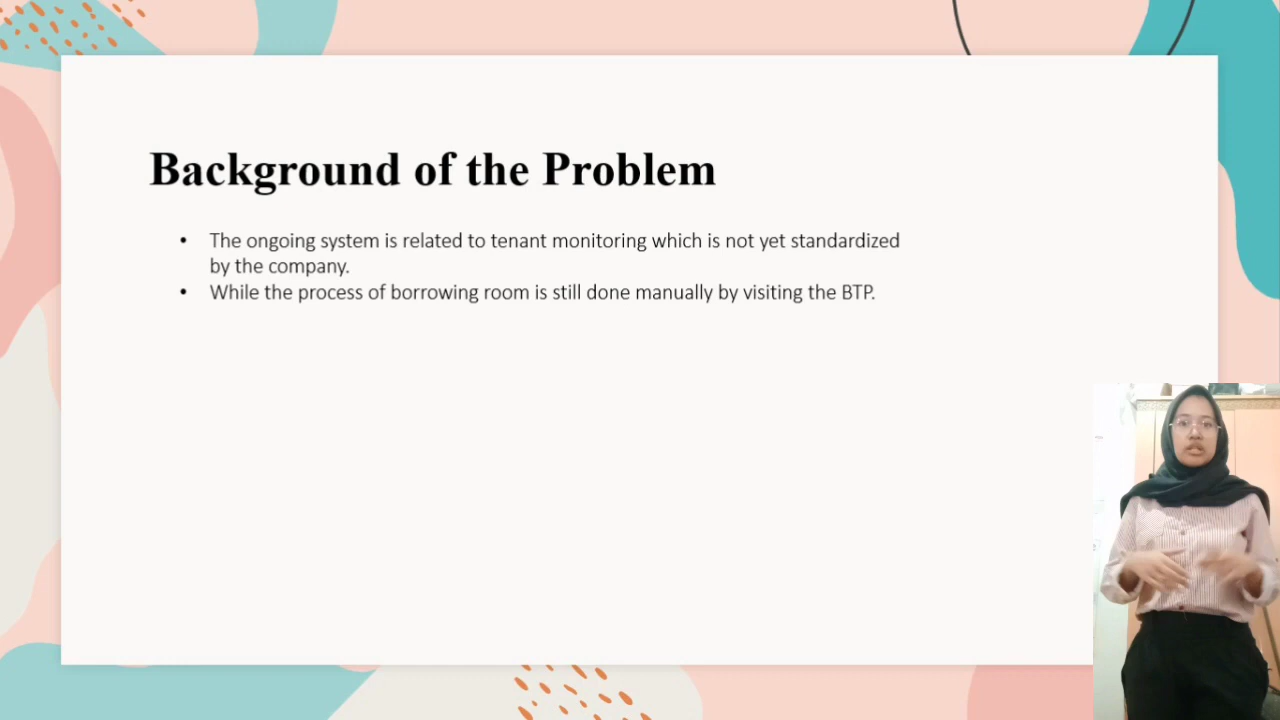 Background of the Problem
• The ongoing system is related to tenant monitoring which is not yet standardized
by the company.
• While the process of borrowing room is still done manually by visiting the BTP.